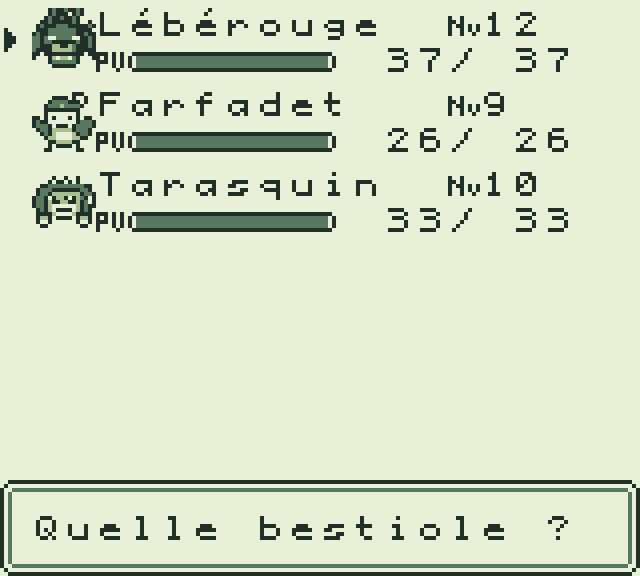 Lébérouge Nv12
PV 37/ 37
Farfadet Nv9
PV 26/ 26
Tarasquin Nv10
PV 33/ 33
Quelle bestiole ?